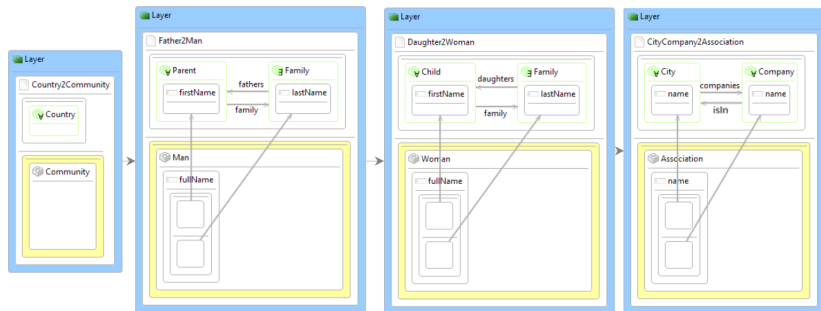 Layer
Country2Community
Country
Community
Layer
Father2Man
Parent
fathers
Family
firstName
lastName
family
Man
fullName
Layer
Daughter2Woman
Child
daughters
Family
firstName
lastName
family
Woman
fullName
Layer
CityCompany2Association
City
companies
Company
name
name
isIn
Association
name